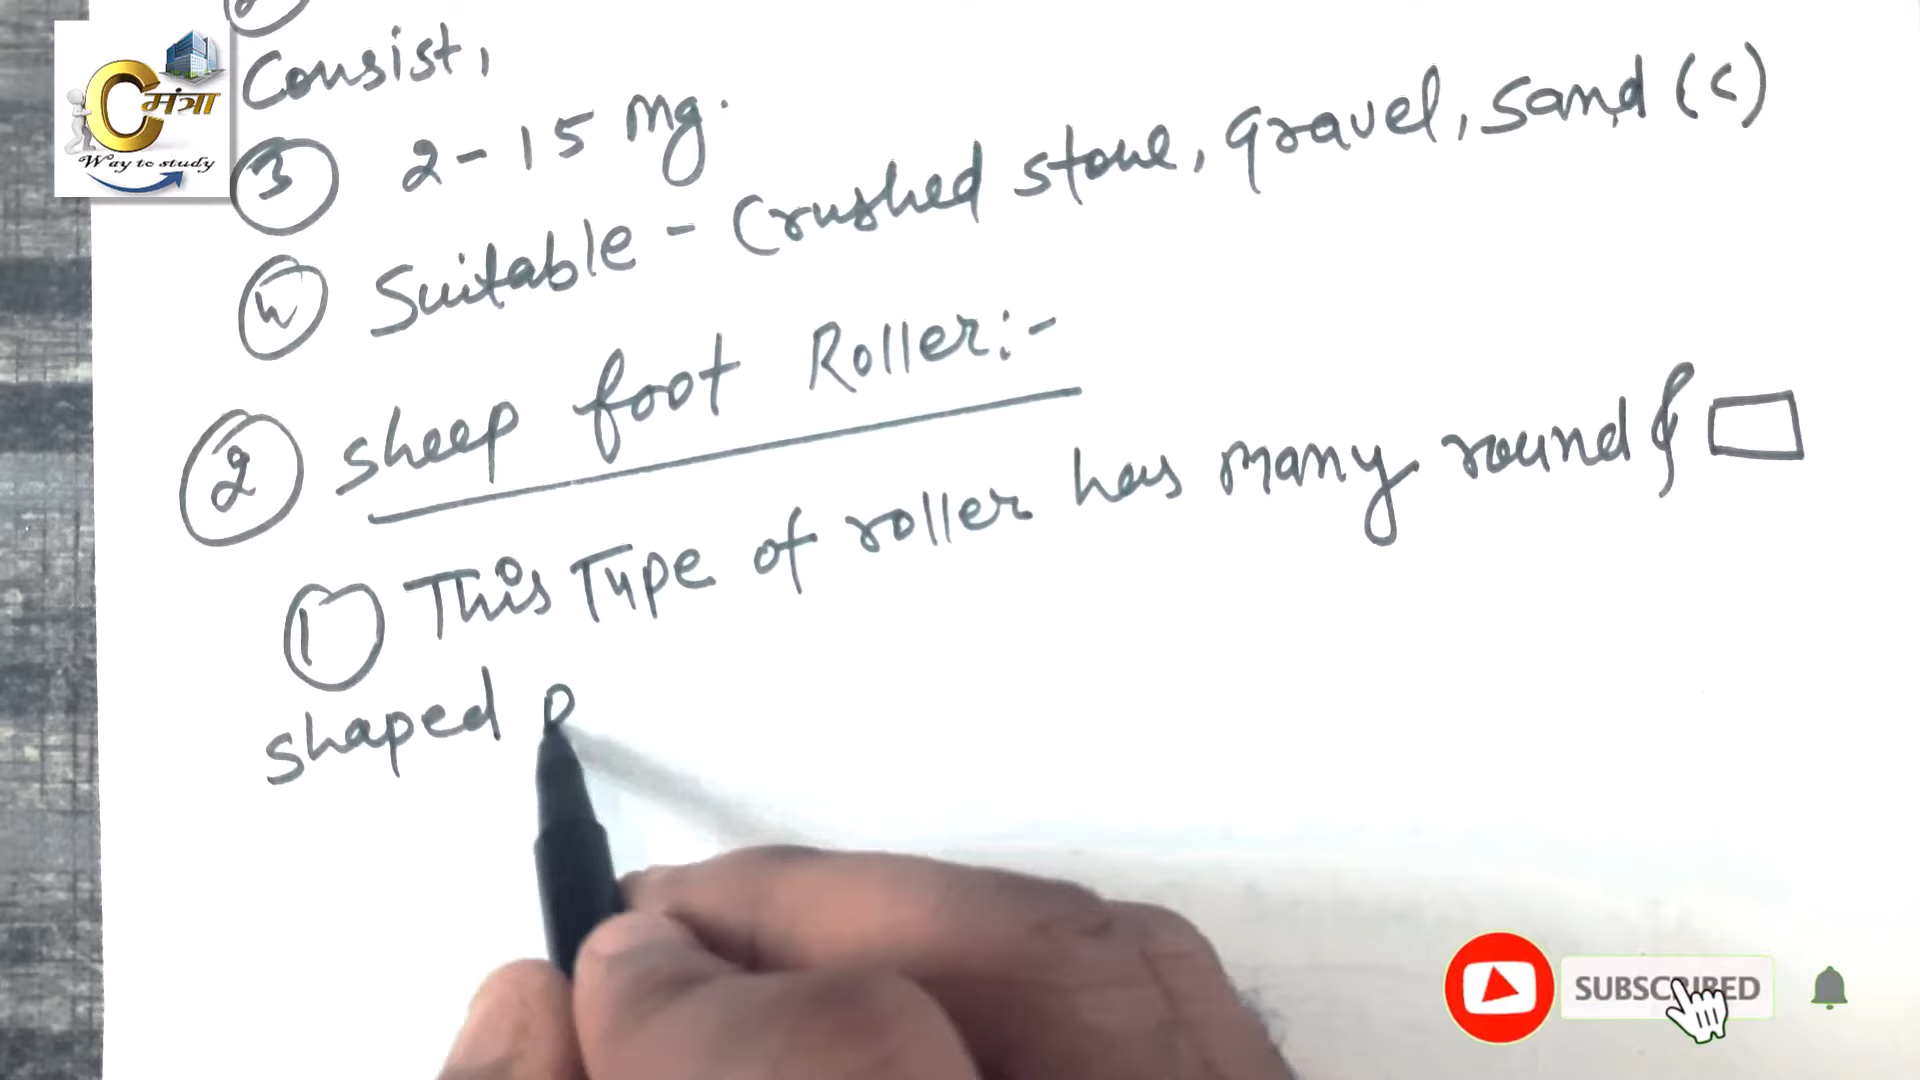 Consist,
③ 2-15 mg.
④ Suitable - Crushed stone, gravel, sand (c)
② sheep foot Roller:-
① This Type of roller has many round & □
shaped P
C मंत्रा
Way to study
SUBSCRIBED